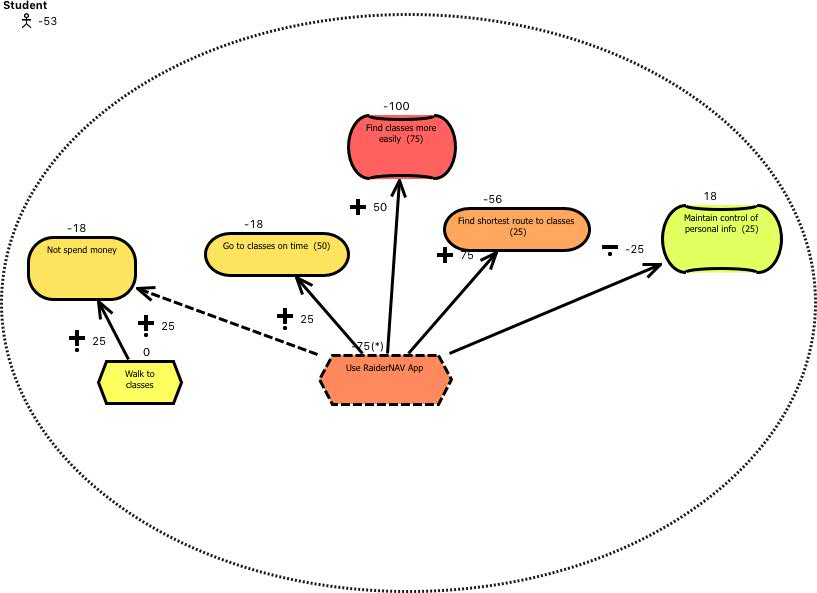 Student
-53
-100
Find classes more
easily (75)
50
-18
Not spend money
-18
Go to classes on time (50)
-56
Find shortest route to classes
(25)
75
18
Maintain control of
personal info (25)
-25
25
25
25
0
Walk to
classes
-75(*)
Use RaiderNAV App